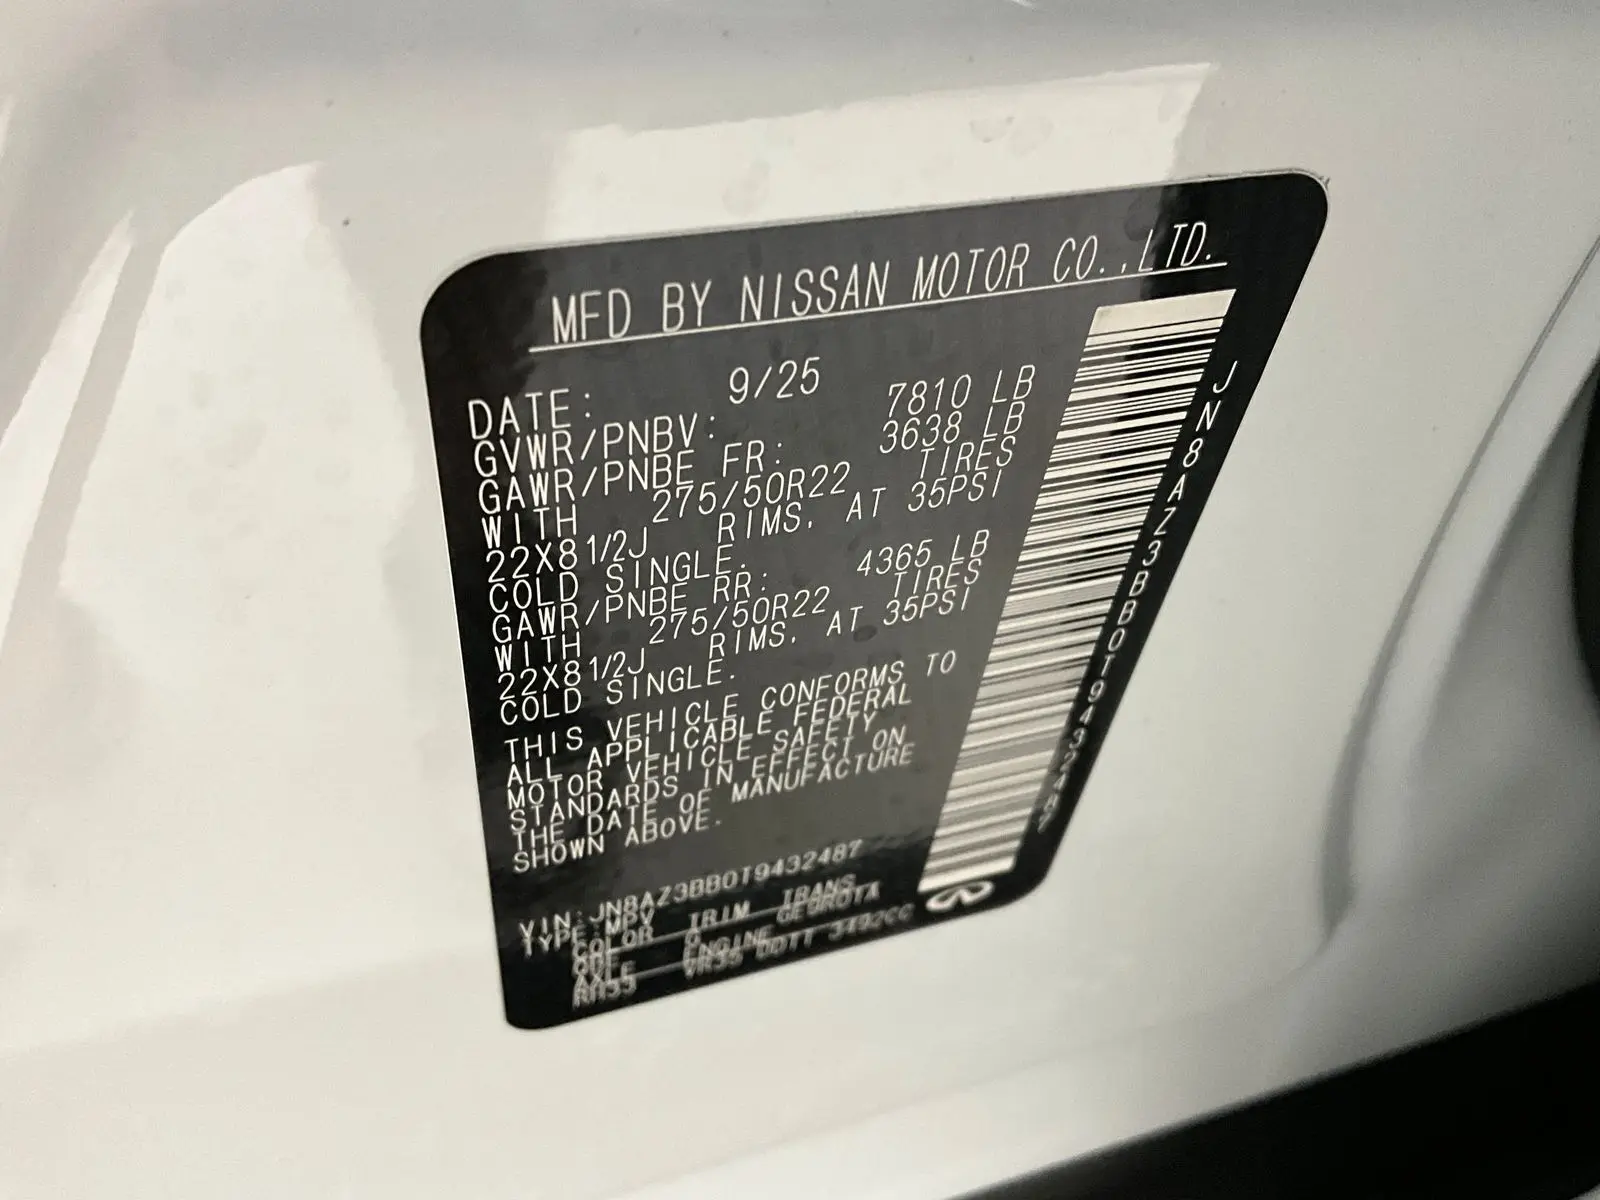 MFD BY NISSAN MOTOR CO.,LTD.
DATE: 9/25
GVWR/PNBV: 7810 LB
GAWR/PNBE FR: 3638 LB
WITH 275/50R22 TIRES
22X8 1/2J RIMS, AT 35PSI
COLD SINGLE.
GAWR/PNBE RR: 4365 LB
WITH 275/50R22 TIRES
22X8 1/2J RIMS, AT 35PSI
COLD SINGLE.
THIS VEHICLE CONFORMS TO
ALL APPLICABLE FEDERAL
MOTOR VEHICLE SAFETY
STANDARDS IN EFFECT ON
THE DATE OF MANUFACTURE
SHOWN ABOVE.
VIN:JN8AZ3BB0T9432487
TYPE:MPV
COLOR TRIM TRANS
QBE G
AXLE ENGINE
VR35DDTT 3492CC
JN8AZ3BB0T9432487